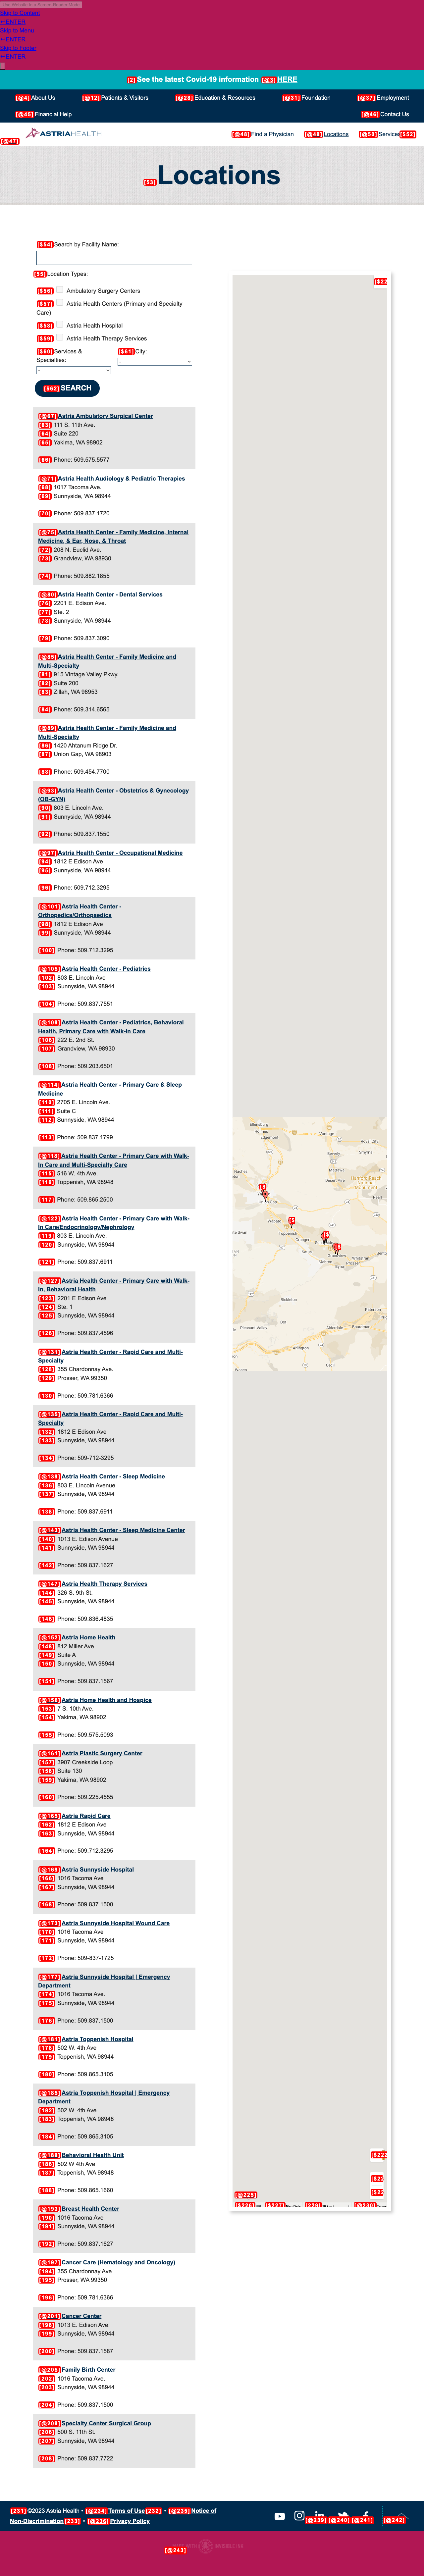 Skip to Content
↵ENTER
Skip to Menu
↵ENTER
Skip to Footer
↵ENTER
[2] See the latest Covid-19 information [@3] HERE
[@4] About Us [@12] Patients & Visitors [@28] Education & Resources [@31] Foundation [@37] Employment
[@45] Financial Help [@46] Contact Us
[@47] ASTRIA HEALTH [@48] Find a Physician [@49] Locations [@50] Services [@52]
[53] Locations
[$54] Search by Facility Name:
[55] Location Types:
[$56] Ambulatory Surgery Centers
[$57] Astria Health Centers (Primary and Specialty Care)
[$58] Astria Health Hospital
[$59] Astria Health Therapy Services
[$60] Services & Specialties: [$61] City:
[$62] SEARCH
[@67] Astria Ambulatory Surgical Center
[63] 111 S. 11th Ave.
[64] Suite 220
[65] Yakima, WA 98902
[66] Phone: 509.575.5577
[@71] Astria Health Audiology & Pediatric Therapies
[68] 1017 Tacoma Ave.
[69] Sunnyside, WA 98944
[70] Phone: 509.837.1720
[@75] Astria Health Center - Family Medicine, Internal
Medicine, & Ear, Nose, & Throat
[72] 208 N. Euclid Ave.
[73] Grandview, WA 98930
[74] Phone: 509.882.1855
[@80] Astria Health Center - Dental Services
[76] 2201 E. Edison Ave.
[77] Ste. 2
[78] Sunnyside, WA 98944
[79] Phone: 509.837.3090
[@85] Astria Health Center - Family Medicine and
Multi-Specialty
[81] 915 Vintage Valley Pkwy.
[82] Suite 200
[83] Zillah, WA 98953
[84] Phone: 509.314.6565
[@89] Astria Health Center - Family Medicine and
Multi-Specialty
[86] 1420 Ahtanum Ridge Dr.
[87] Union Gap, WA 98903
[88] Phone: 509.454.7700
[@93] Astria Health Center - Obstetrics & Gynecology
(OB-GYN)
[90] 803 E. Lincoln Ave.
[91] Sunnyside, WA 98944
[92] Phone: 509.837.1550
[@97] Astria Health Center - Occupational Medicine
[94] 1812 E Edison Ave
[95] Sunnyside, WA 98944
[96] Phone: 509.712.3295
[@101] Astria Health Center -
Orthopedics/Orthopaedics
[98] 1812 E Edison Ave
[99] Sunnyside, WA 98944
[100] Phone: 509.712.3295
[@105] Astria Health Center - Pediatrics
[102] 803 E. Lincoln Ave
[103] Sunnyside, WA 98944
[104] Phone: 509.837.7551
[@109] Astria Health Center - Pediatrics, Behavioral
Health, Primary Care with Walk-In Care
[106] 222 E. 2nd St.
[107] Grandview, WA 98930
[108] Phone: 509.203.6501
[@114] Astria Health Center - Primary Care & Sleep
Medicine
[110] 2705 E. Lincoln Ave.
[111] Suite C
[112] Sunnyside, WA 98944
[113] Phone: 509.837.1799
[@118] Astria Health Center - Primary Care with Walk-
In Care and Multi-Specialty Care
[115] 516 W. 4th Ave.
[116] Toppenish, WA 98948
[117] Phone: 509.865.2500
[@122] Astria Health Center - Primary Care with Walk-
In Care/Endocrinology/Nephrology
[119] 803 E. Lincoln Ave.
[120] Sunnyside, WA 98944
[121] Phone: 509.837.6911
[@127] Astria Health Center - Primary Care with Walk-
In, Behavioral Health
[123] 2201 E Edison Ave
[124] Ste. 1
[125] Sunnyside, WA 98944
[126] Phone: 509.837.4596
[@131] Astria Health Center - Rapid Care and Multi-
Specialty
[128] 355 Chardonnay Ave.
[129] Prosser, WA 99350
[130] Phone: 509.781.6366
[@135] Astria Health Center - Rapid Care and Multi-
Specialty
[132] 1812 E Edison Ave
[133] Sunnyside, WA 98944
[134] Phone: 509-712-3295
[@139] Astria Health Center - Sleep Medicine
[136] 803 E. Lincoln Avenue
[137] Sunnyside, WA 98944
[138] Phone: 509.837.6911
[@143] Astria Health Center - Sleep Medicine Center
[140] 1013 E. Edison Avenue
[141] Sunnyside, WA 98944
[142] Phone: 509.837.1627
[@147] Astria Health Therapy Services
[144] 326 S. 9th St.
[145] Sunnyside, WA 98944
[146] Phone: 509.836.4835
[@152] Astria Home Health
[148] 812 Miller Ave.
[149] Suite A
[150] Sunnyside, WA 98944
[151] Phone: 509.837.1567
[@156] Astria Home Health and Hospice
[153] 7 S. 10th Ave.
[154] Yakima, WA 98902
[155] Phone: 509.575.5093
[@161] Astria Plastic Surgery Center
[157] 3907 Creekside Loop
[158] Suite 130
[159] Yakima, WA 98902
[160] Phone: 509.225.4555
[@165] Astria Rapid Care
[162] 1812 E Edison Ave
[163] Sunnyside, WA 98944
[164] Phone: 509.712.3295
[@169] Astria Sunnyside Hospital
[166] 1016 Tacoma Ave
[167] Sunnyside, WA 98944
[168] Phone: 509.837.1500
[@173] Astria Sunnyside Hospital Wound Care
[170] 1016 Tacoma Ave
[171] Sunnyside, WA 98944
[172] Phone: 509-837-1725
[@177] Astria Sunnyside Hospital | Emergency
Department
[174] 1016 Tacoma Ave.
[175] Sunnyside, WA 98944
[176] Phone: 509.837.1500
[@181] Astria Toppenish Hospital
[178] 502 W. 4th Ave
[179] Toppenish, WA 98944
[180] Phone: 509.865.3105
[@185] Astria Toppenish Hospital | Emergency
Department
[182] 502 W. 4th Ave.
[183] Toppenish, WA 98948
[184] Phone: 509.865.3105
[@189] Behavioral Health Unit
[186] 502 W 4th Ave
[187] Toppenish, WA 98948
[188] Phone: 509.865.1660
[@193] Breast Health Center
[190] 1016 Tacoma Ave
[191] Sunnyside, WA 98944
[192] Phone: 509.837.1627
[@197] Cancer Care (Hematology and Oncology)
[194] 355 Chardonnay Ave
[195] Prosser, WA 99350
[196] Phone: 509.781.6366
[@201] Cancer Center
[198] 1013 E. Edison Ave.
[199] Sunnyside, WA 98944
[200] Phone: 509.837.1587
[@205] Family Birth Center
[202] 1016 Tacoma Ave.
[203] Sunnyside, WA 98944
[204] Phone: 509.837.1500
[@209] Specialty Center Surgical Group
[206] 500 S. 11th St.
[207] Sunnyside, WA 98944
[208] Phone: 509.837.7722
[@225]
[231] ©2023 Astria Health • [@234] Terms of Use [232] • [@235] Notice of
Non-Discrimination [233] • [@236] Privacy Policy
[@239] [@240] [@241] [@242]
[@243]